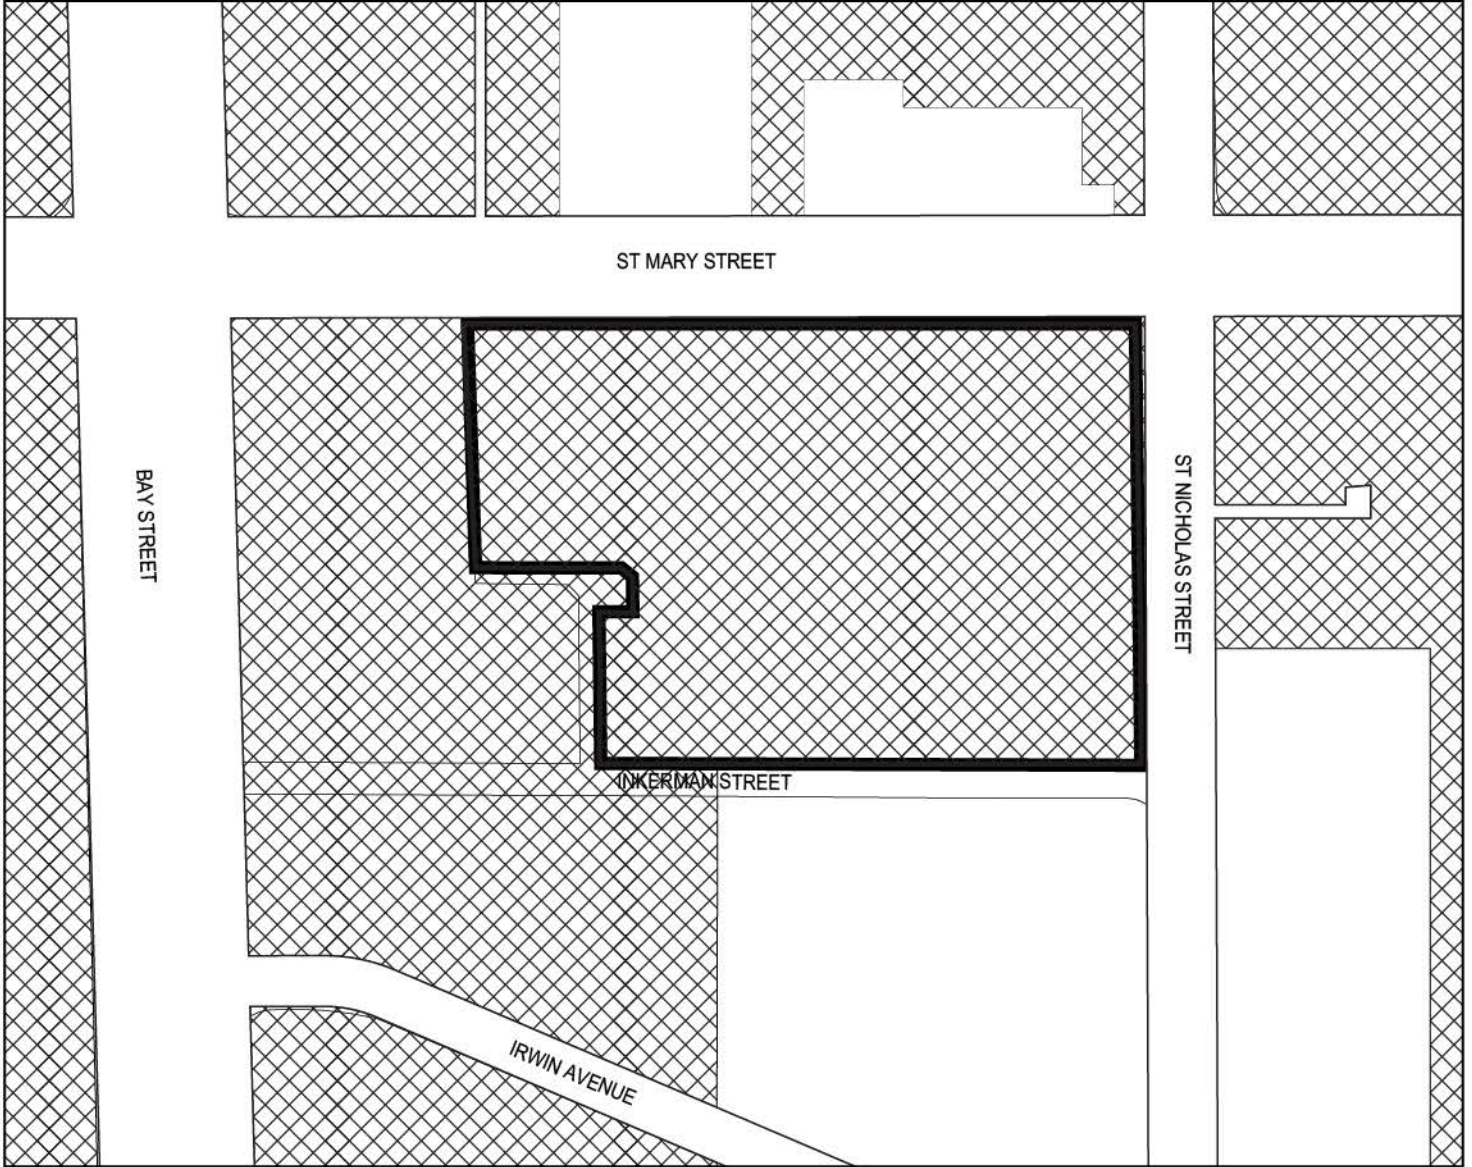 ST MARY STREET
BAY STREET
ST NICHOLAS STREET
INKERMAN STREET
IRWIN AVENUE